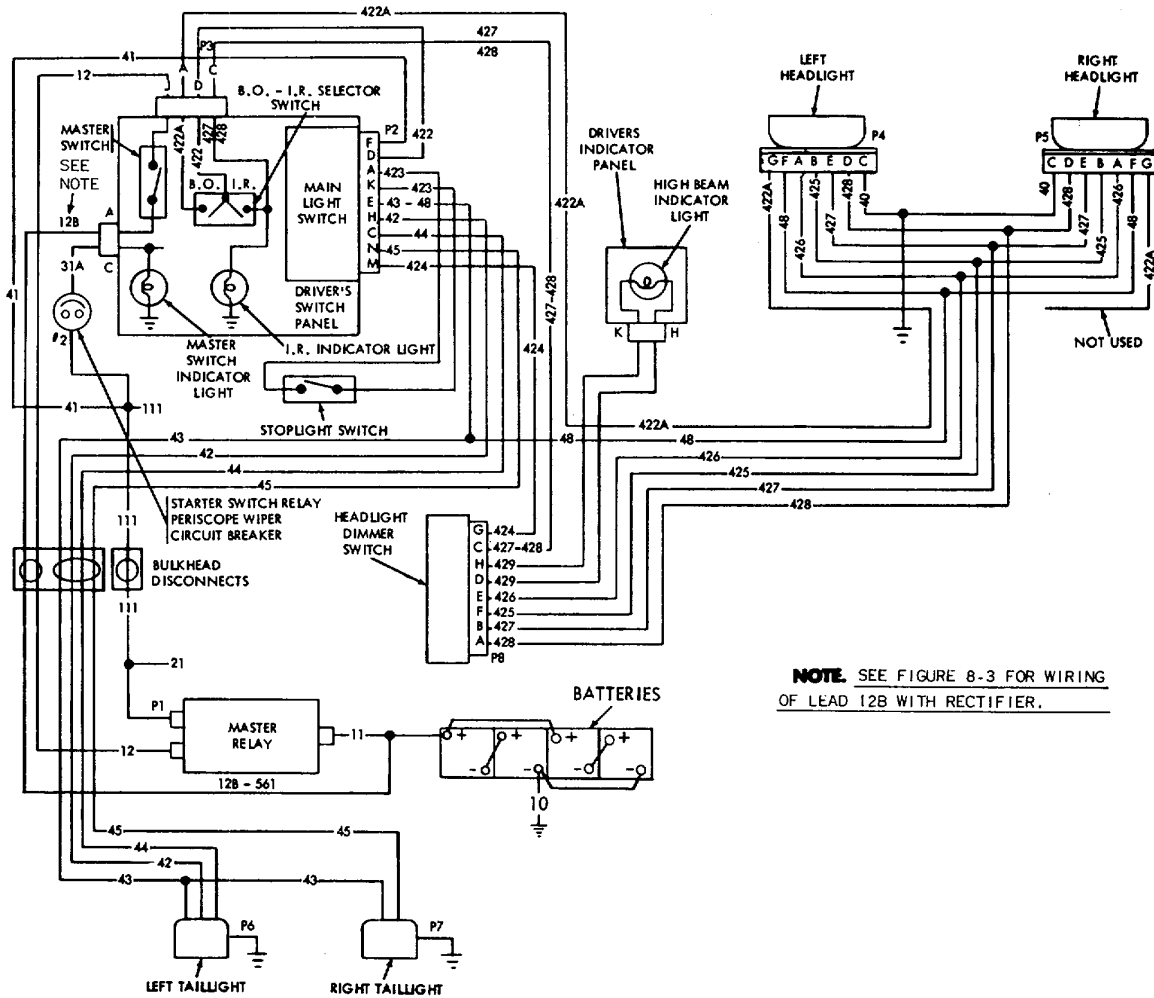 422A
427
428
41
12
P3
A
D
C
B.O. - I.R. SELECTOR
SWITCH
MASTER
SWITCH
SEE
NOTE
12B
A
C
31A
422A
422
427
428
B.O. I.R.
MAIN
LIGHT
SWITCH
P2
F
D
A
K
E
H
C
N
M
422
423
423
43 - 48
42
44
45
424
DRIVER'S
SWITCH
PANEL
I.R. INDICATOR LIGHT
MASTER
SWITCH
INDICATOR
LIGHT
#2
41
41
111
STOPLIGHT SWITCH
422A
427-428
424
DRIVERS
INDICATOR
PANEL
HIGH BEAM
INDICATOR
LIGHT
K
H
LEFT
HEADLIGHT
P4
G F A B E D C
422A
48
426
425
427
428
40
RIGHT
HEADLIGHT
P5
C D E B A F G
40
428
427
425
426
48
422A
NOT USED
43
42
44
45
48
422A
48
426
425
427
428
STARTER SWITCH RELAY
PERISCOPE WIPER
CIRCUIT BREAKER
111
BULKHEAD
DISCONNECTS
111
21
HEADLIGHT
DIMMER
SWITCH
G 424
C 427-428
H 429
D 429
E 426
F 425
B 427
A 428
P8
NOTE. SEE FIGURE 8-3 FOR WIRING
OF LEAD 12B WITH RECTIFIER.
P1
12
MASTER
RELAY
11
12B - 561
BATTERIES
+ + + +
- - - -
10
45
45
44
42
43
43
P6
P7
LEFT TAILLIGHT
RIGHT TAILLIGHT